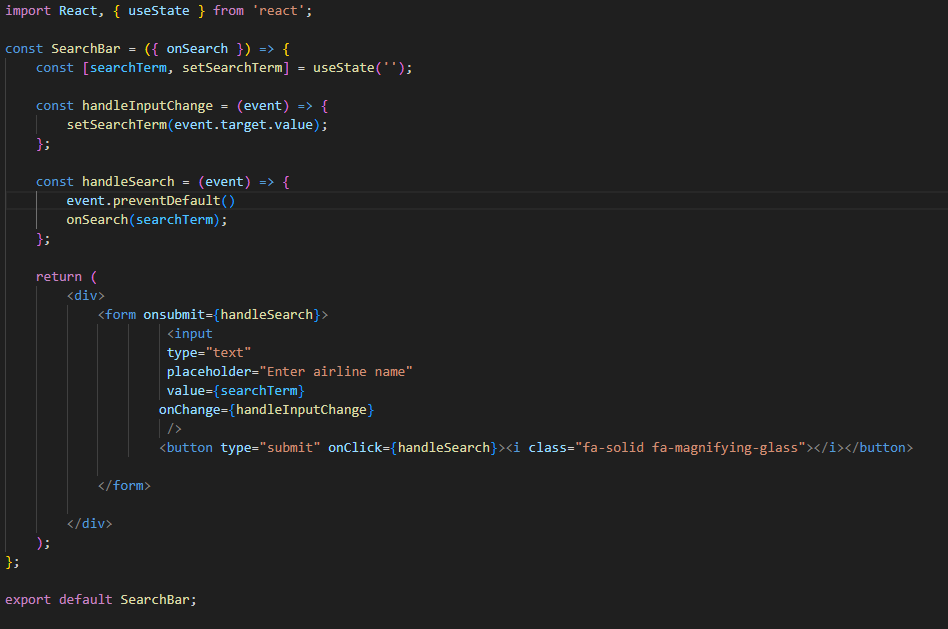 import React, { useState } from 'react';

const SearchBar = ({ onSearch }) => {
    const [searchTerm, setSearchTerm] = useState('');

    const handleInputChange = (event) => {
        setSearchTerm(event.target.value);
    };

    const handleSearch = (event) => {
        event.preventDefault()
        onSearch(searchTerm);
    };

    return (
        <div>
            <form onsubmit={handleSearch}>
                     <input
                     type="text"
                     placeholder="Enter airline name"
                     value={searchTerm}
                    onChange={handleInputChange}
                     />
                    <button type="submit" onClick={handleSearch}><i class="fa-solid fa-magnifying-glass"></i></button>

            </form>

        </div>
    );
};

export default SearchBar;